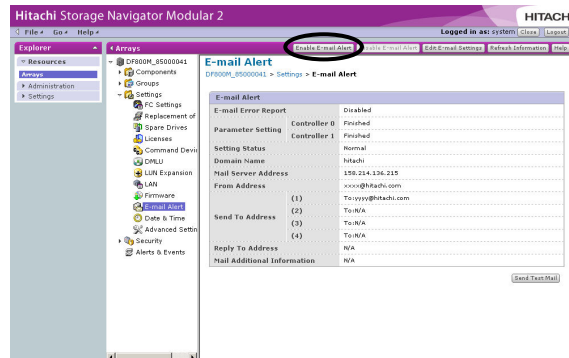 Hitachi Storage Navigator Modular 2
HITACHI
File Go Help
Logged in as: system Close Logout
Explorer
Arrays
Enable E-mail Alert Disable E-mail Alert Edit E-mail Settings Refresh Information Help
Resources
Arrays
Administration
Settings
DF800M_85000041
Components
Groups
Settings
FC Settings
Replacement of
Spare Drives
Licenses
Command Devi
DMLU
LUN Expansion
LAN
Firmware
E-mail Alert
Date & Time
Advanced Settin
Security
Alerts & Events
E-mail Alert
DF800M_85000041 > Settings > E-mail Alert
E-mail Alert
E-mail Error Report Disabled
Parameter Setting Controller 0 Finished
Controller 1 Finished
Setting Status Normal
Domain Name hitachi
Mail Server Address 158.214.136.215
From Address xxxx@hitachi.com
Send To Address (1) To:yyyy@hitachi.com
(2) To:N/A
(3) To:N/A
(4) To:N/A
Reply To Address N/A
Mail Additional Information N/A
Send Test Mail